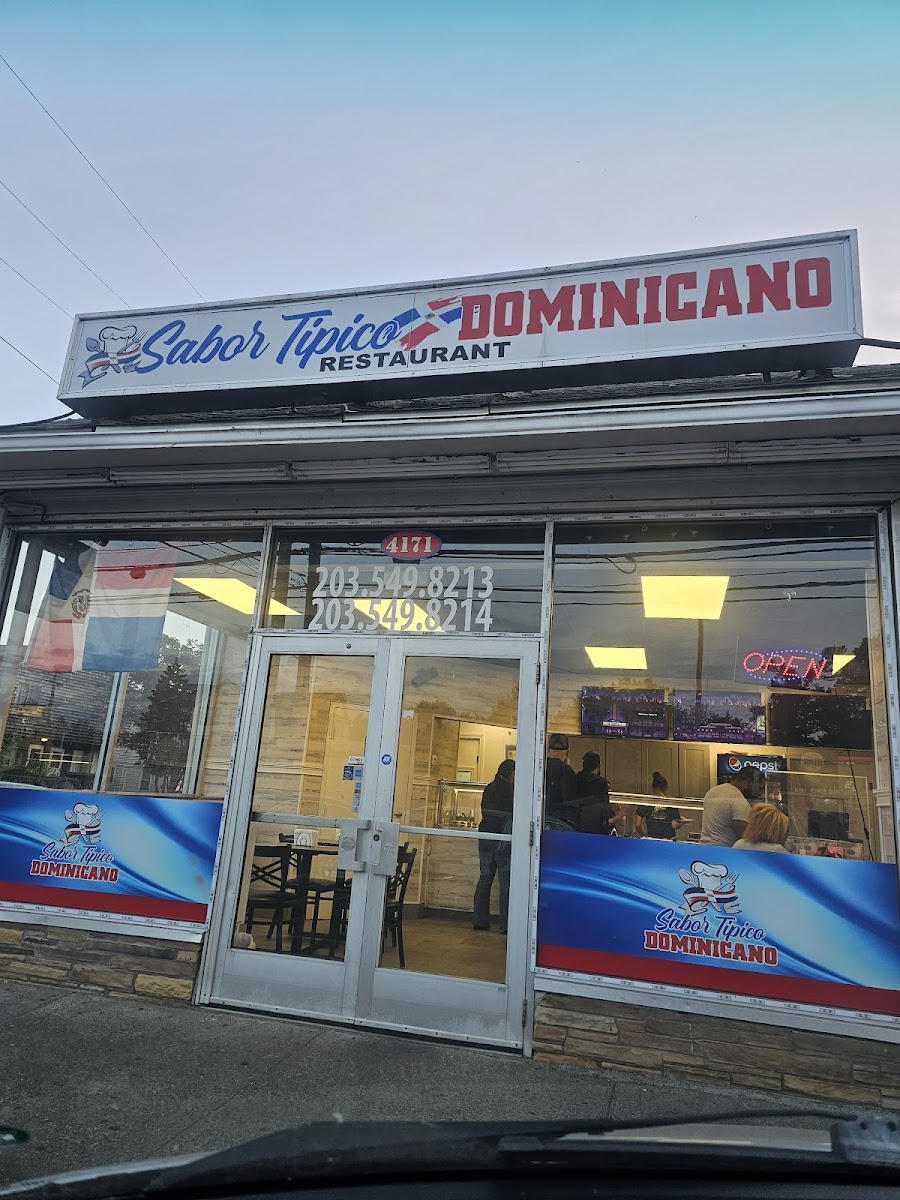 Sabor Tipico DOMINICANO
RESTAURANT
4171
203.549.8213
203.549.8214
OPEN
pepsi
Sabor Tipico
DOMINICANO
Sabor Tipico
DOMINICANO